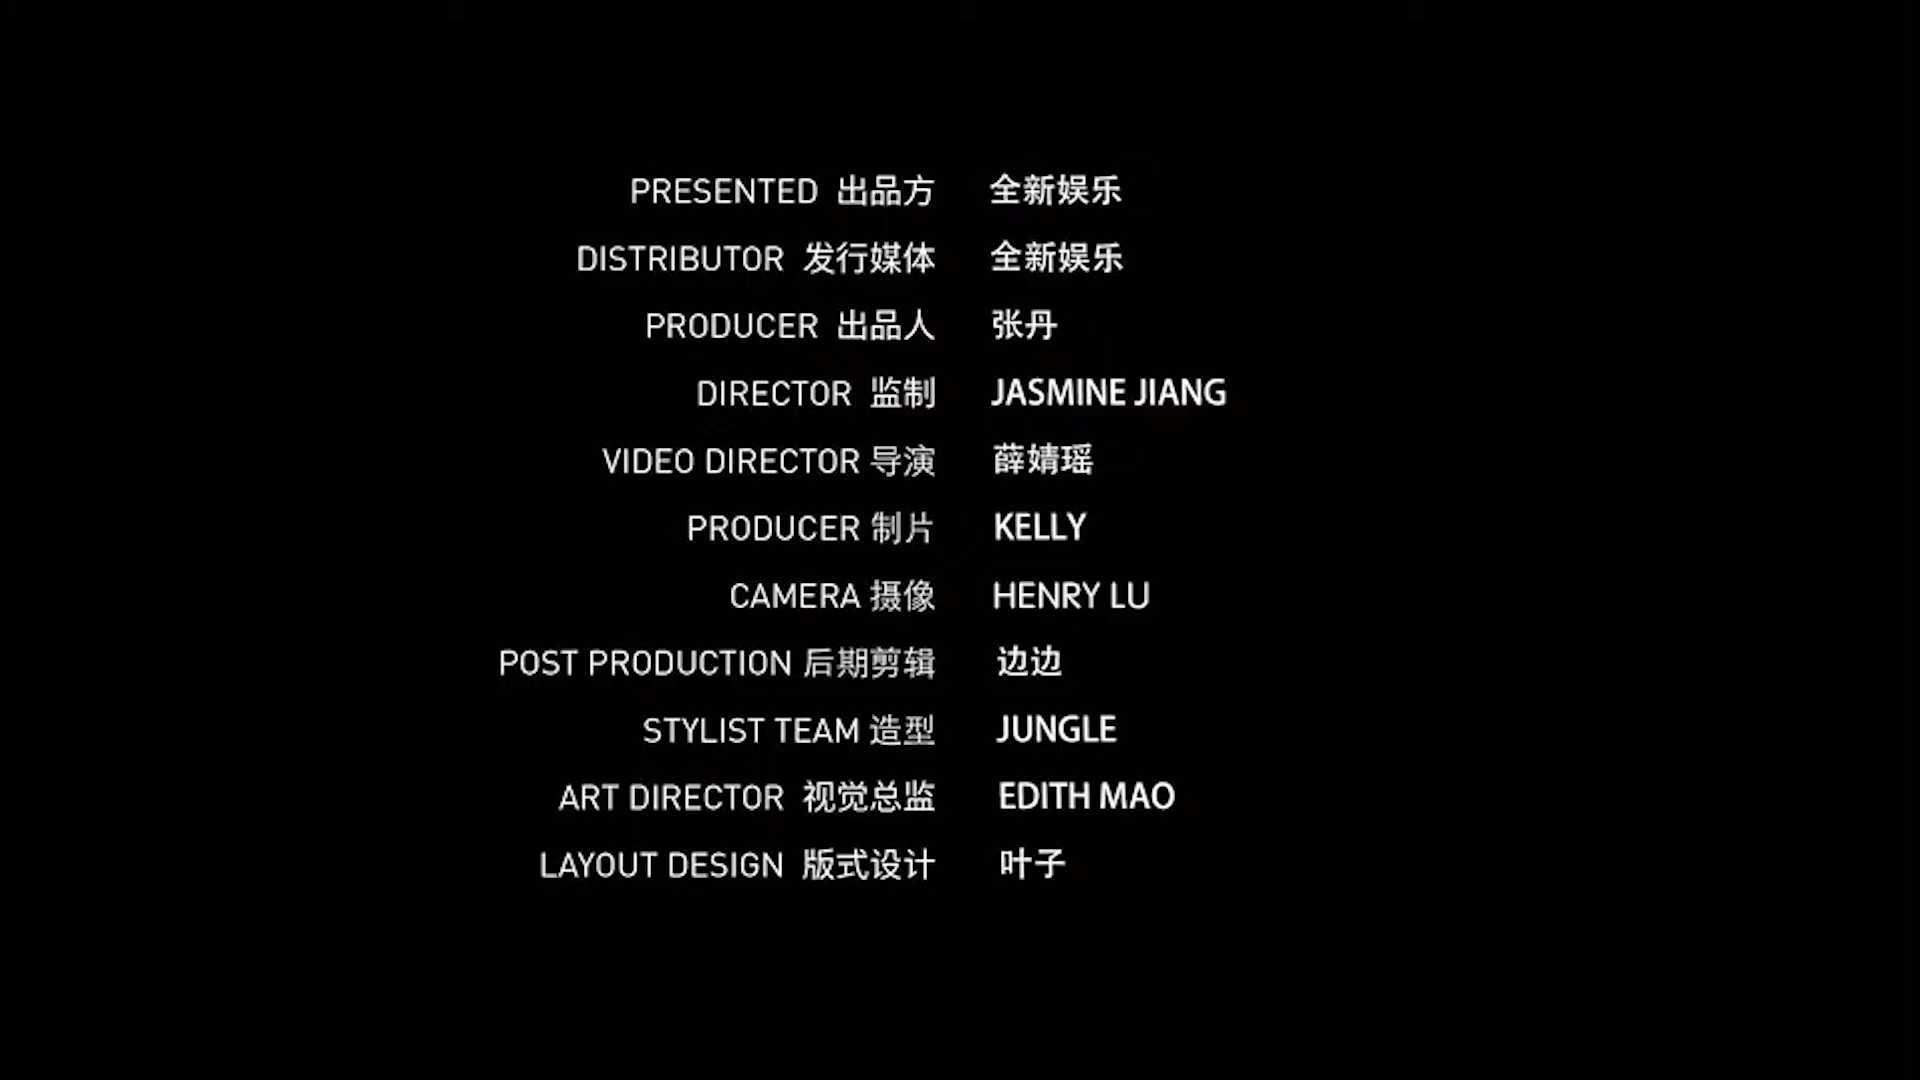 PRESENTED 出品方 全新娱乐
DISTRIBUTOR 发行媒体 全新娱乐
PRODUCER 出品人 张丹
DIRECTOR 监制 JASMINE JIANG
VIDEO DIRECTOR 导演 薛婧瑶
PRODUCER 制片 KELLY
CAMERA 摄像 HENRY LU
POST PRODUCTION 后期剪辑 边边
STYLIST TEAM 造型 JUNGLE
ART DIRECTOR 视觉总监 EDITH MAO
LAYOUT DESIGN 版式设计 叶子